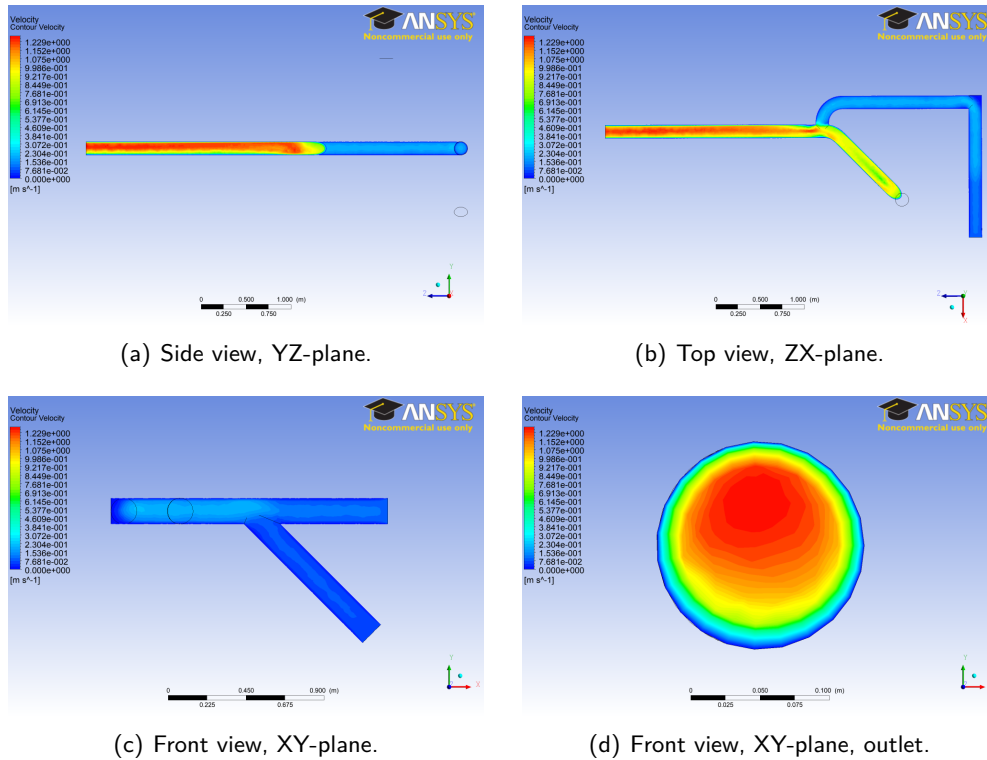 ANSYS
Noncommercial use only
Velocity
Contour Velocity
1.229e+000
1.152e+000
1.075e+000
9.986e-001
9.217e-001
8.449e-001
7.681e-001
6.913e-001
6.145e-001
5.377e-001
4.609e-001
3.841e-001
3.072e-001
2.304e-001
1.536e-001
7.681e-002
0.000e+000
[m s^-1]
0 0.500 1.000 (m)
0.250 0.750
Y
Z
X
(a) Side view, YZ-plane.
ANSYS
Noncommercial use only
Velocity
Contour Velocity
1.229e+000
1.152e+000
1.075e+000
9.986e-001
9.217e-001
8.449e-001
7.681e-001
6.913e-001
6.145e-001
5.377e-001
4.609e-001
3.841e-001
3.072e-001
2.304e-001
1.536e-001
7.681e-002
0.000e+000
[m s^-1]
0 0.500 1.000 (m)
0.250 0.750
Z
Y
X
(b) Top view, ZX-plane.
ANSYS
Noncommercial use only
Velocity
Contour Velocity
1.229e+000
1.152e+000
1.075e+000
9.986e-001
9.217e-001
8.449e-001
7.681e-001
6.913e-001
6.145e-001
5.377e-001
4.609e-001
3.841e-001
3.072e-001
2.304e-001
1.536e-001
7.681e-002
0.000e+000
[m s^-1]
0 0.450 0.900 (m)
0.225 0.675
Y
Z
X
(c) Front view, XY-plane.
ANSYS
Noncommercial use only
Velocity
Contour Velocity
1.229e+000
1.152e+000
1.075e+000
9.986e-001
9.217e-001
8.449e-001
7.681e-001
6.913e-001
6.145e-001
5.377e-001
4.609e-001
3.841e-001
3.072e-001
2.304e-001
1.536e-001
7.681e-002
0.000e+000
[m s^-1]
0 0.050 0.100 (m)
0.025 0.075
Y
Z
X
(d) Front view, XY-plane, outlet.